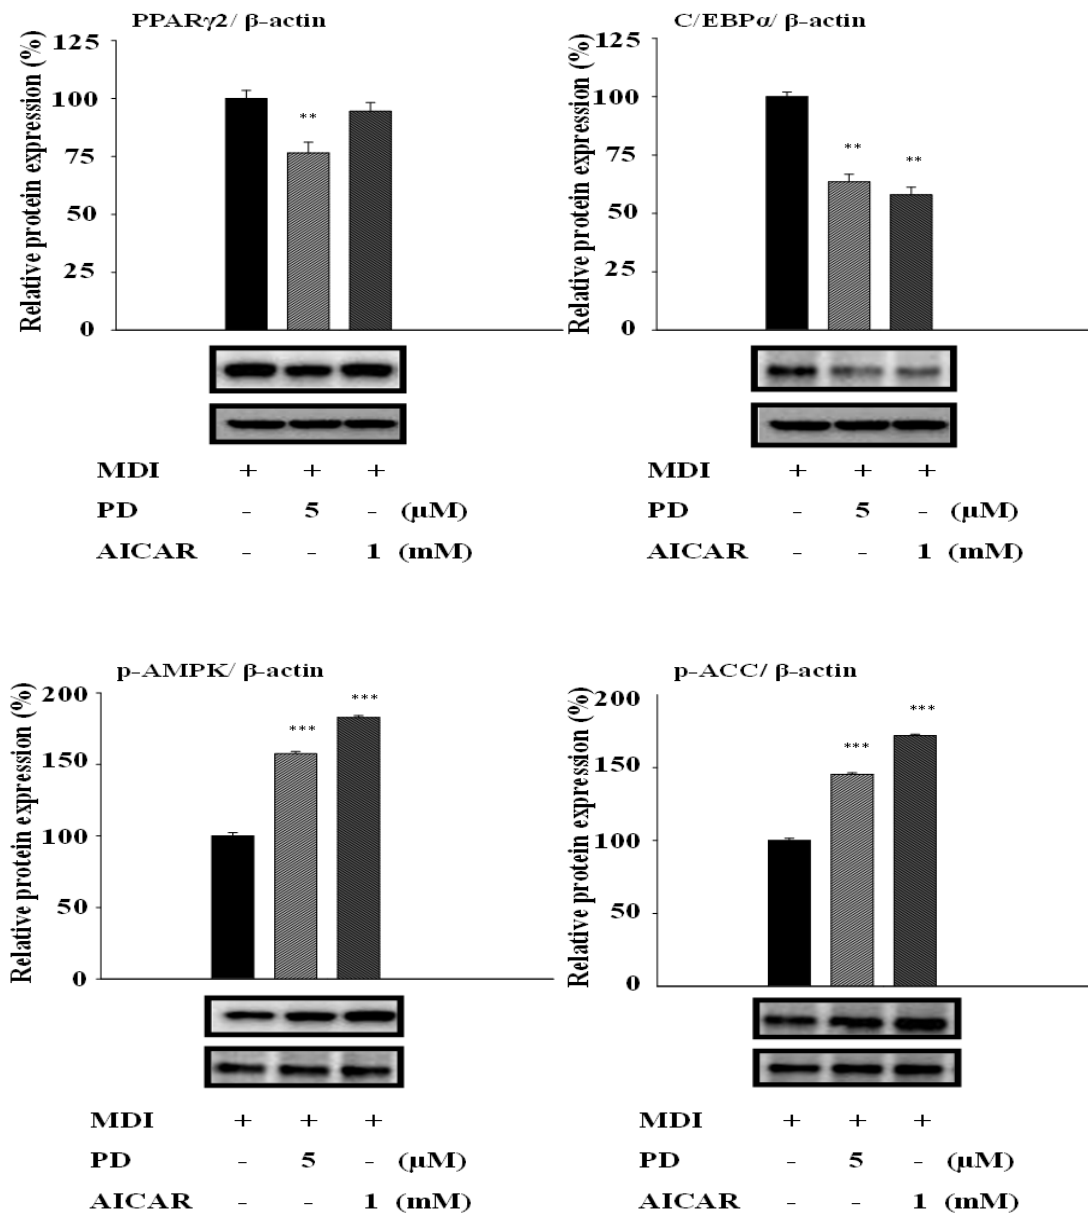 PPARγ2/ β-actin
Relative protein expression (%)
125
100
75
50
25
0
**
MDI + + +
PD - 5 - (μM)
AICAR - - 1 (mM)
C/EBPα/ β-actin
Relative protein expression (%)
125
100
75
50
25
0
**
**
MDI + + +
PD - 5 - (μM)
AICAR - - 1 (mM)
p-AMPK/ β-actin
Relative protein expression (%)
200
150
100
50
0
***
***
MDI + + +
PD - 5 - (μM)
AICAR - - 1 (mM)
p-ACC/ β-actin
Relative protein expression (%)
200
150
100
50
0
***
***
MDI + + +
PD - 5 - (μM)
AICAR - - 1 (mM)